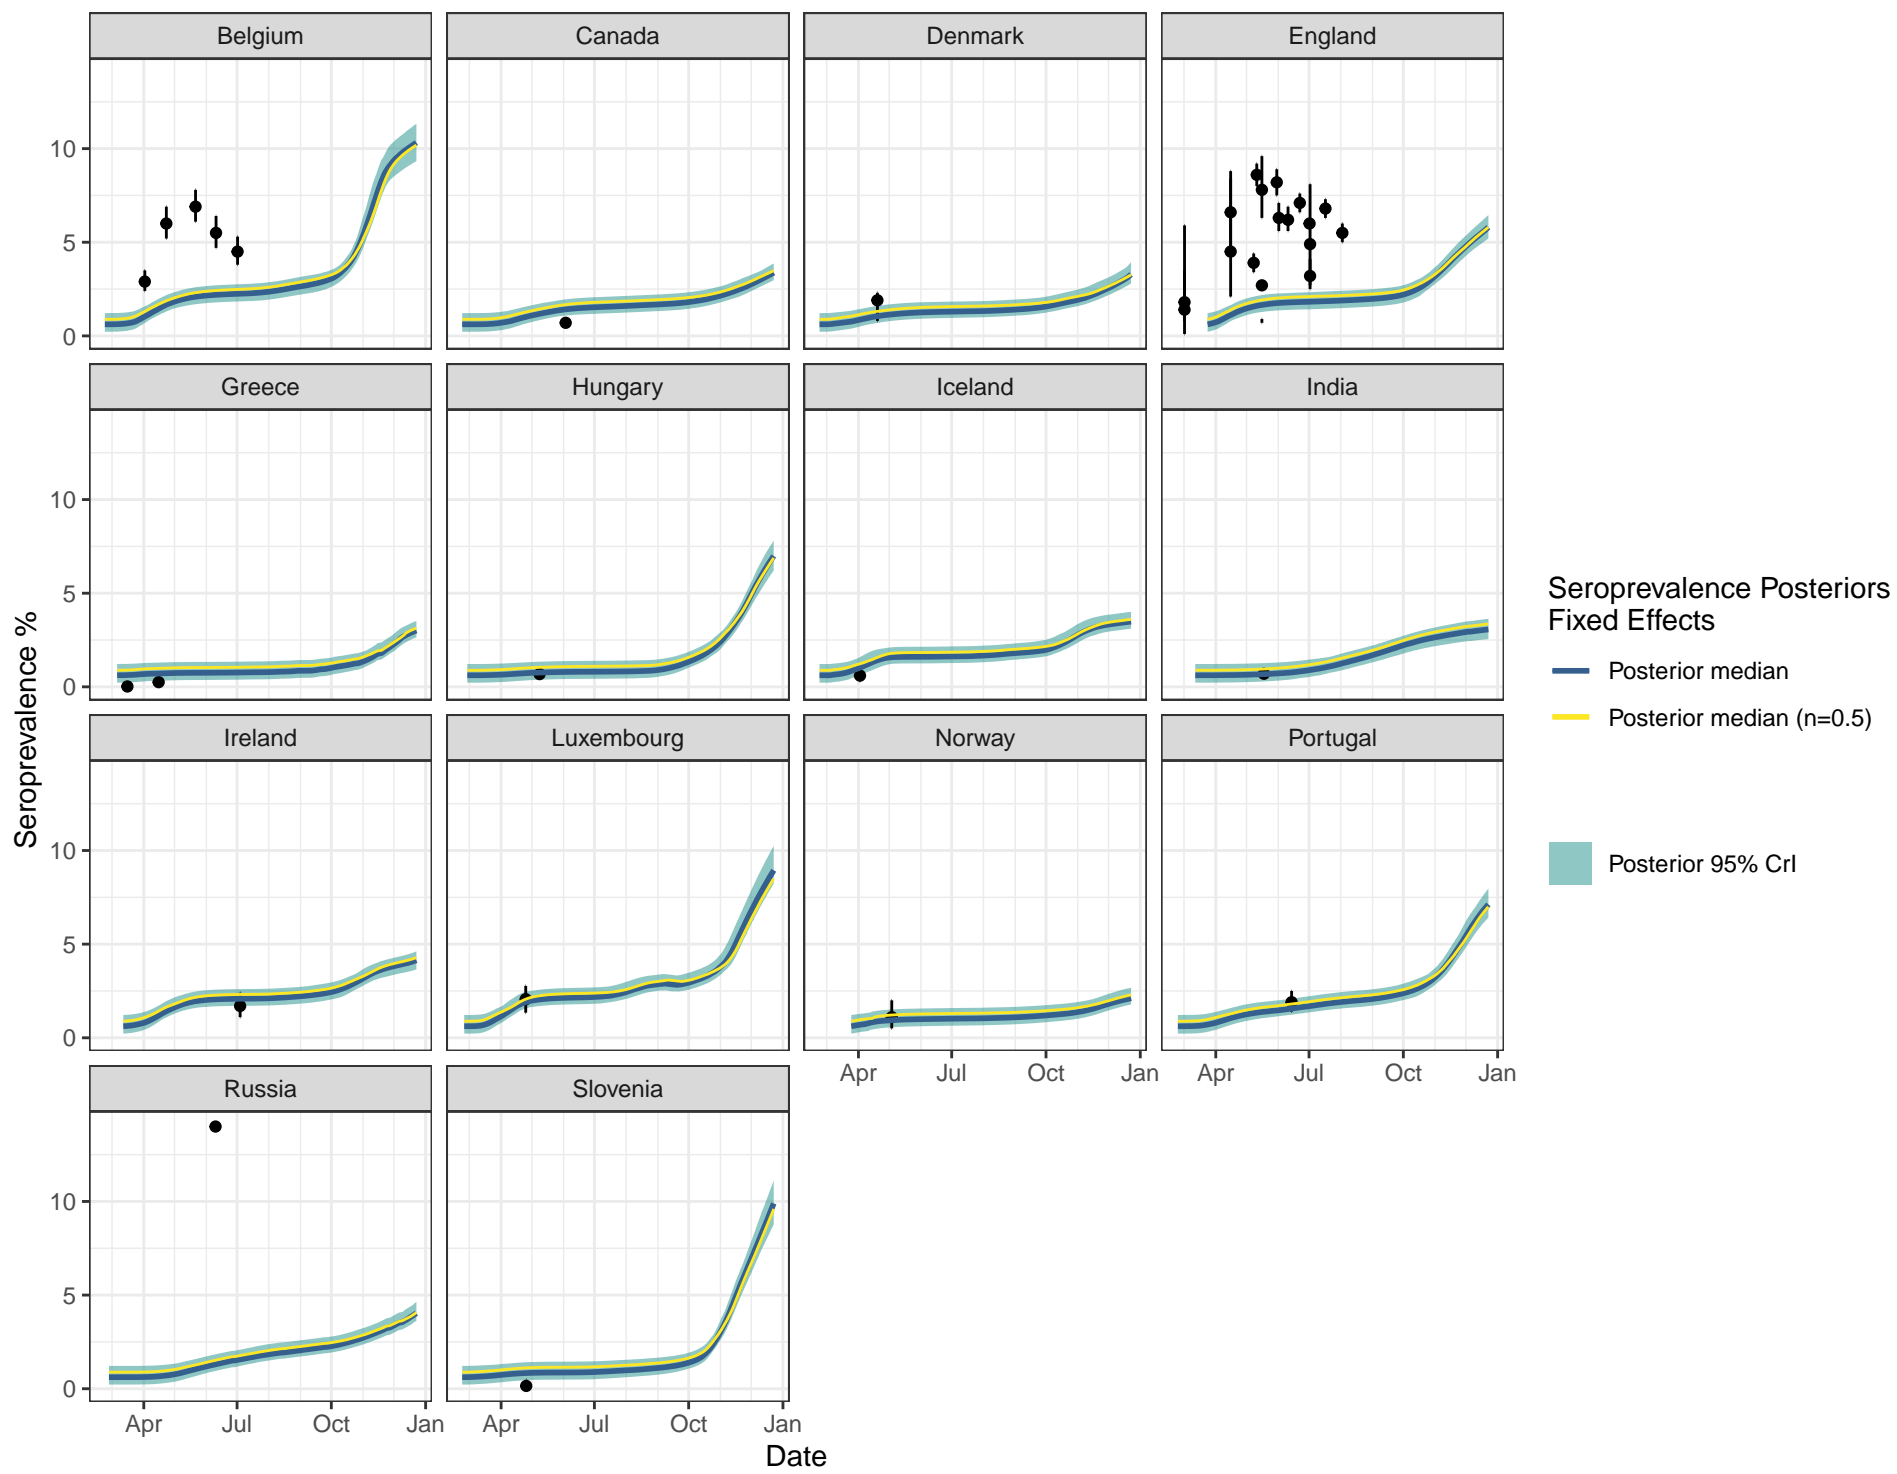 Belgium
Canada
Denmark
England
10
5
0
Greece
Hungary
Iceland
India
10
5
0
Ireland
Luxembourg
Norway
Portugal
10
5
0
Apr Jul Oct Jan
Apr Jul Oct Jan
Russia
Slovenia
10
5
0
Apr Jul Oct Jan
Apr Jul Oct Jan
Date
Seroprevalence %
Seroprevalence Posteriors
Fixed Effects
Posterior median
Posterior median (n=0.5)
Posterior 95% CrI